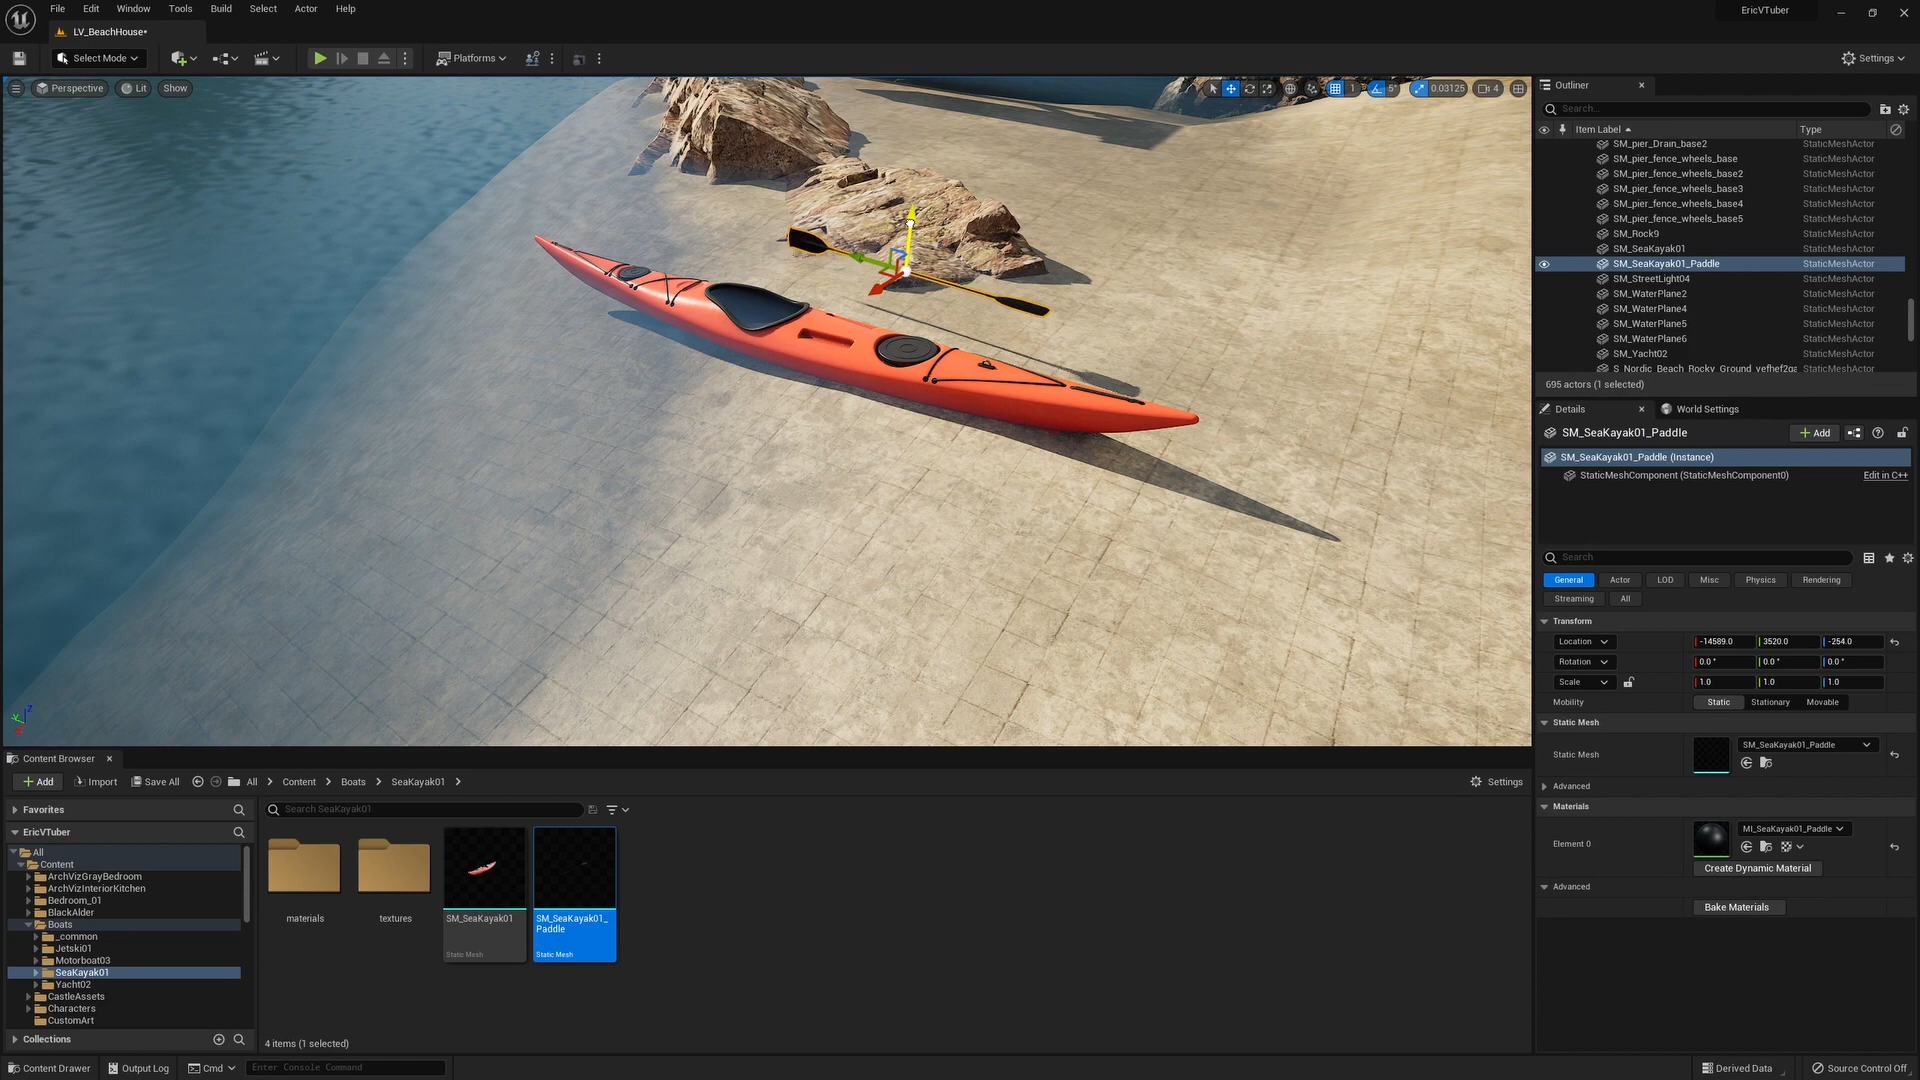 File Edit Window Tools Build Select Actor Help
EricVTuber
LV_BeachHouse*
Select Mode
Platforms
Settings
Perspective Lit Show
1 5° 0.03125 4
Outliner
Search...
Item Label Type
SM_pier_Drain_base2 StaticMeshActor
SM_pier_fence_wheels_base StaticMeshActor
SM_pier_fence_wheels_base2 StaticMeshActor
SM_pier_fence_wheels_base3 StaticMeshActor
SM_pier_fence_wheels_base4 StaticMeshActor
SM_pier_fence_wheels_base5 StaticMeshActor
SM_Rock9 StaticMeshActor
SM_SeaKayak01 StaticMeshActor
SM_SeaKayak01_Paddle StaticMeshActor
SM_StreetLight04 StaticMeshActor
SM_WaterPlane2 StaticMeshActor
SM_WaterPlane4 StaticMeshActor
SM_WaterPlane5 StaticMeshActor
SM_WaterPlane6 StaticMeshActor
SM_Yacht02 StaticMeshActor
StaticMeshActor
695 actors (1 selected)
Details World Settings
SM_SeaKayak01_Paddle
Add
SM_SeaKayak01_Paddle (Instance)
StaticMeshComponent (StaticMeshComponent0) Edit in C++
Search
General Actor LOD Misc Physics Rendering
Streaming All
Transform
Location -14589.0 3520.0 -254.0
Rotation 0.0 ° 0.0 ° 0.0 °
Scale 1.0 1.0 1.0
Mobility Static Stationary Movable
Static Mesh
Static Mesh SM_SeaKayak01_Paddle
Advanced
Materials
Element 0 MI_SeaKayak01_Paddle
Create Dynamic Material
Advanced
Bake Materials
Z
Content Browser
Add Import Save All All Content Boats SeaKayak01
Settings
Favorites
EricVTuber
All
Content
ArchVizGrayBedroom
ArchVizInteriorKitchen
Bedroom_01
BlackAlder
Boats
_common
Jetski01
Motorboat03
SeaKayak01
Yacht02
CastleAssets
Characters
CustomArt
Collections
Search SeaKayak01
materials
textures
SM_SeaKayak01
Static Mesh
SM_SeaKayak01_
Paddle
Static Mesh
4 items (1 selected)
Content Drawer Output Log Cmd Enter Console Command
Derived Data Source Control Off